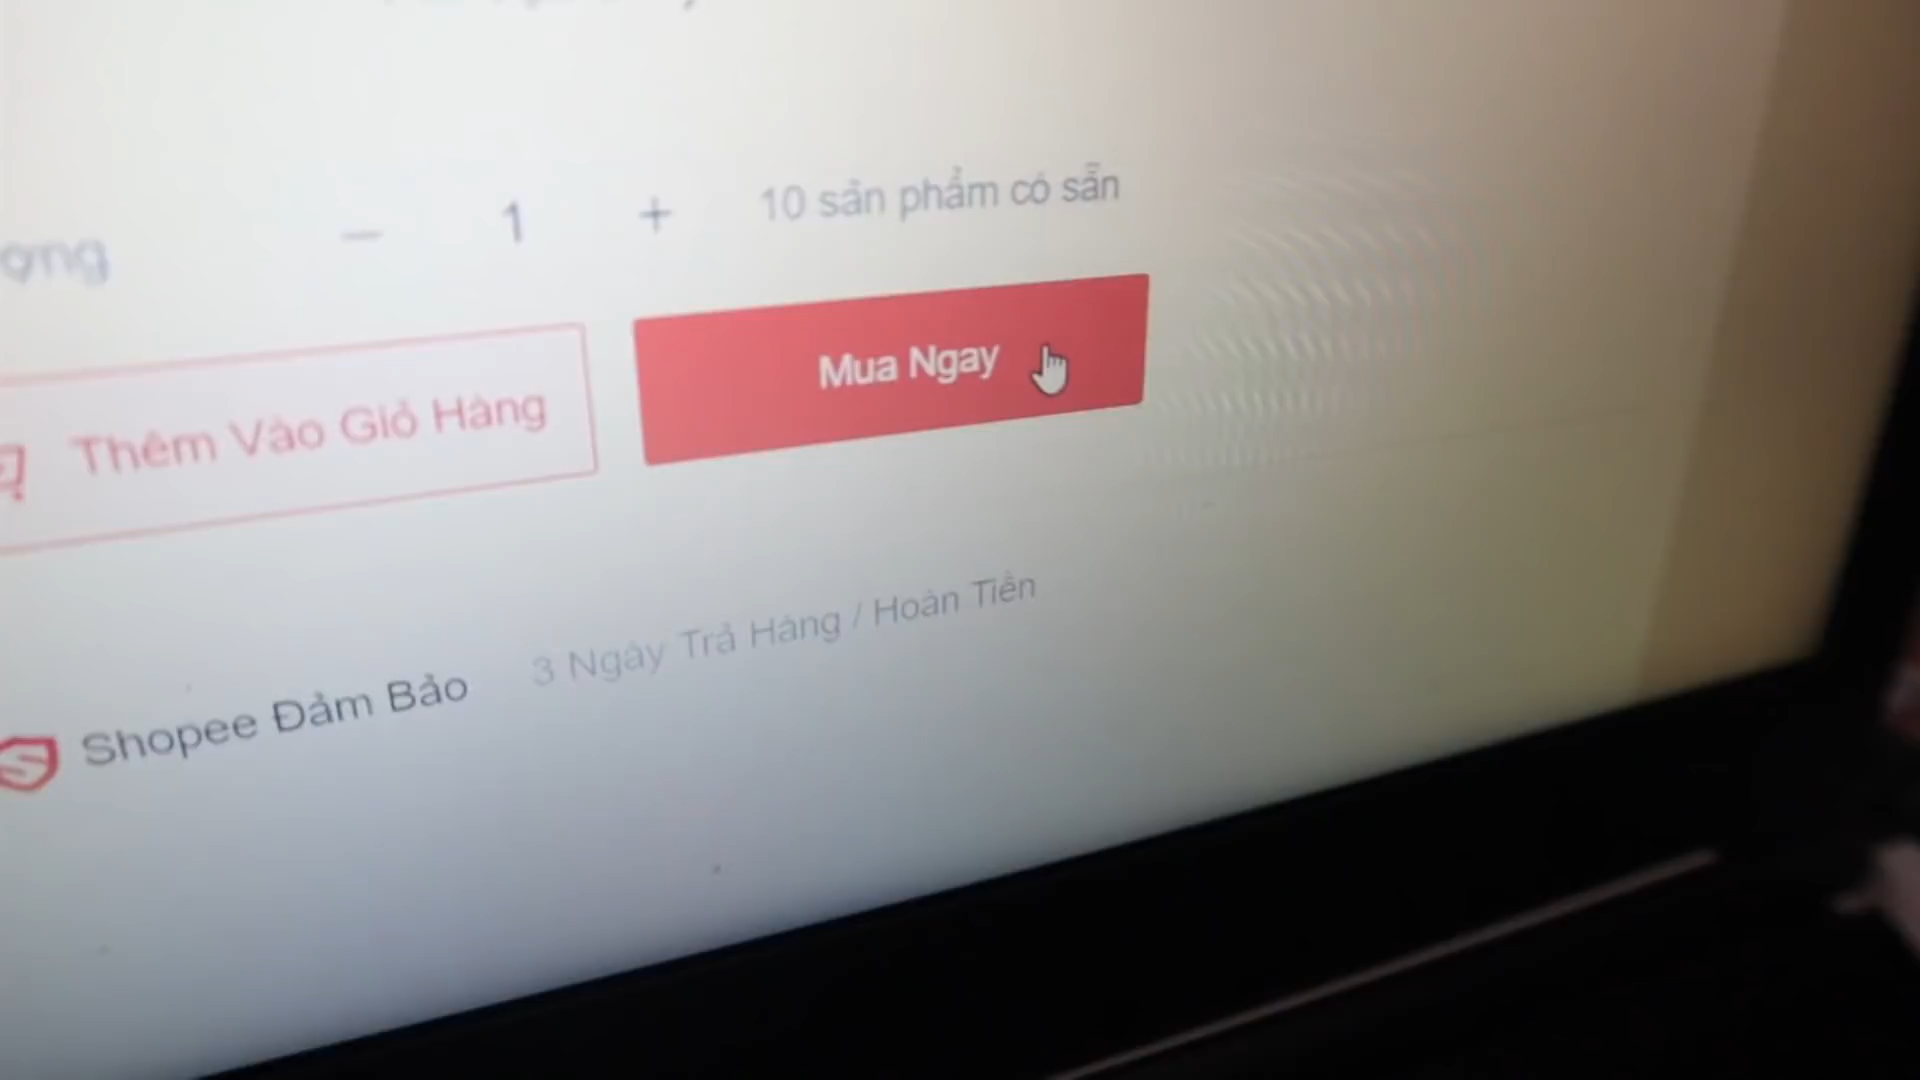 1 + 10 sản phẩm có sẵn
Thêm Vào Giỏ Hàng
Mua Ngay
Shopee Đảm Bảo
3 Ngày Trả Hàng / Hoàn Tiền